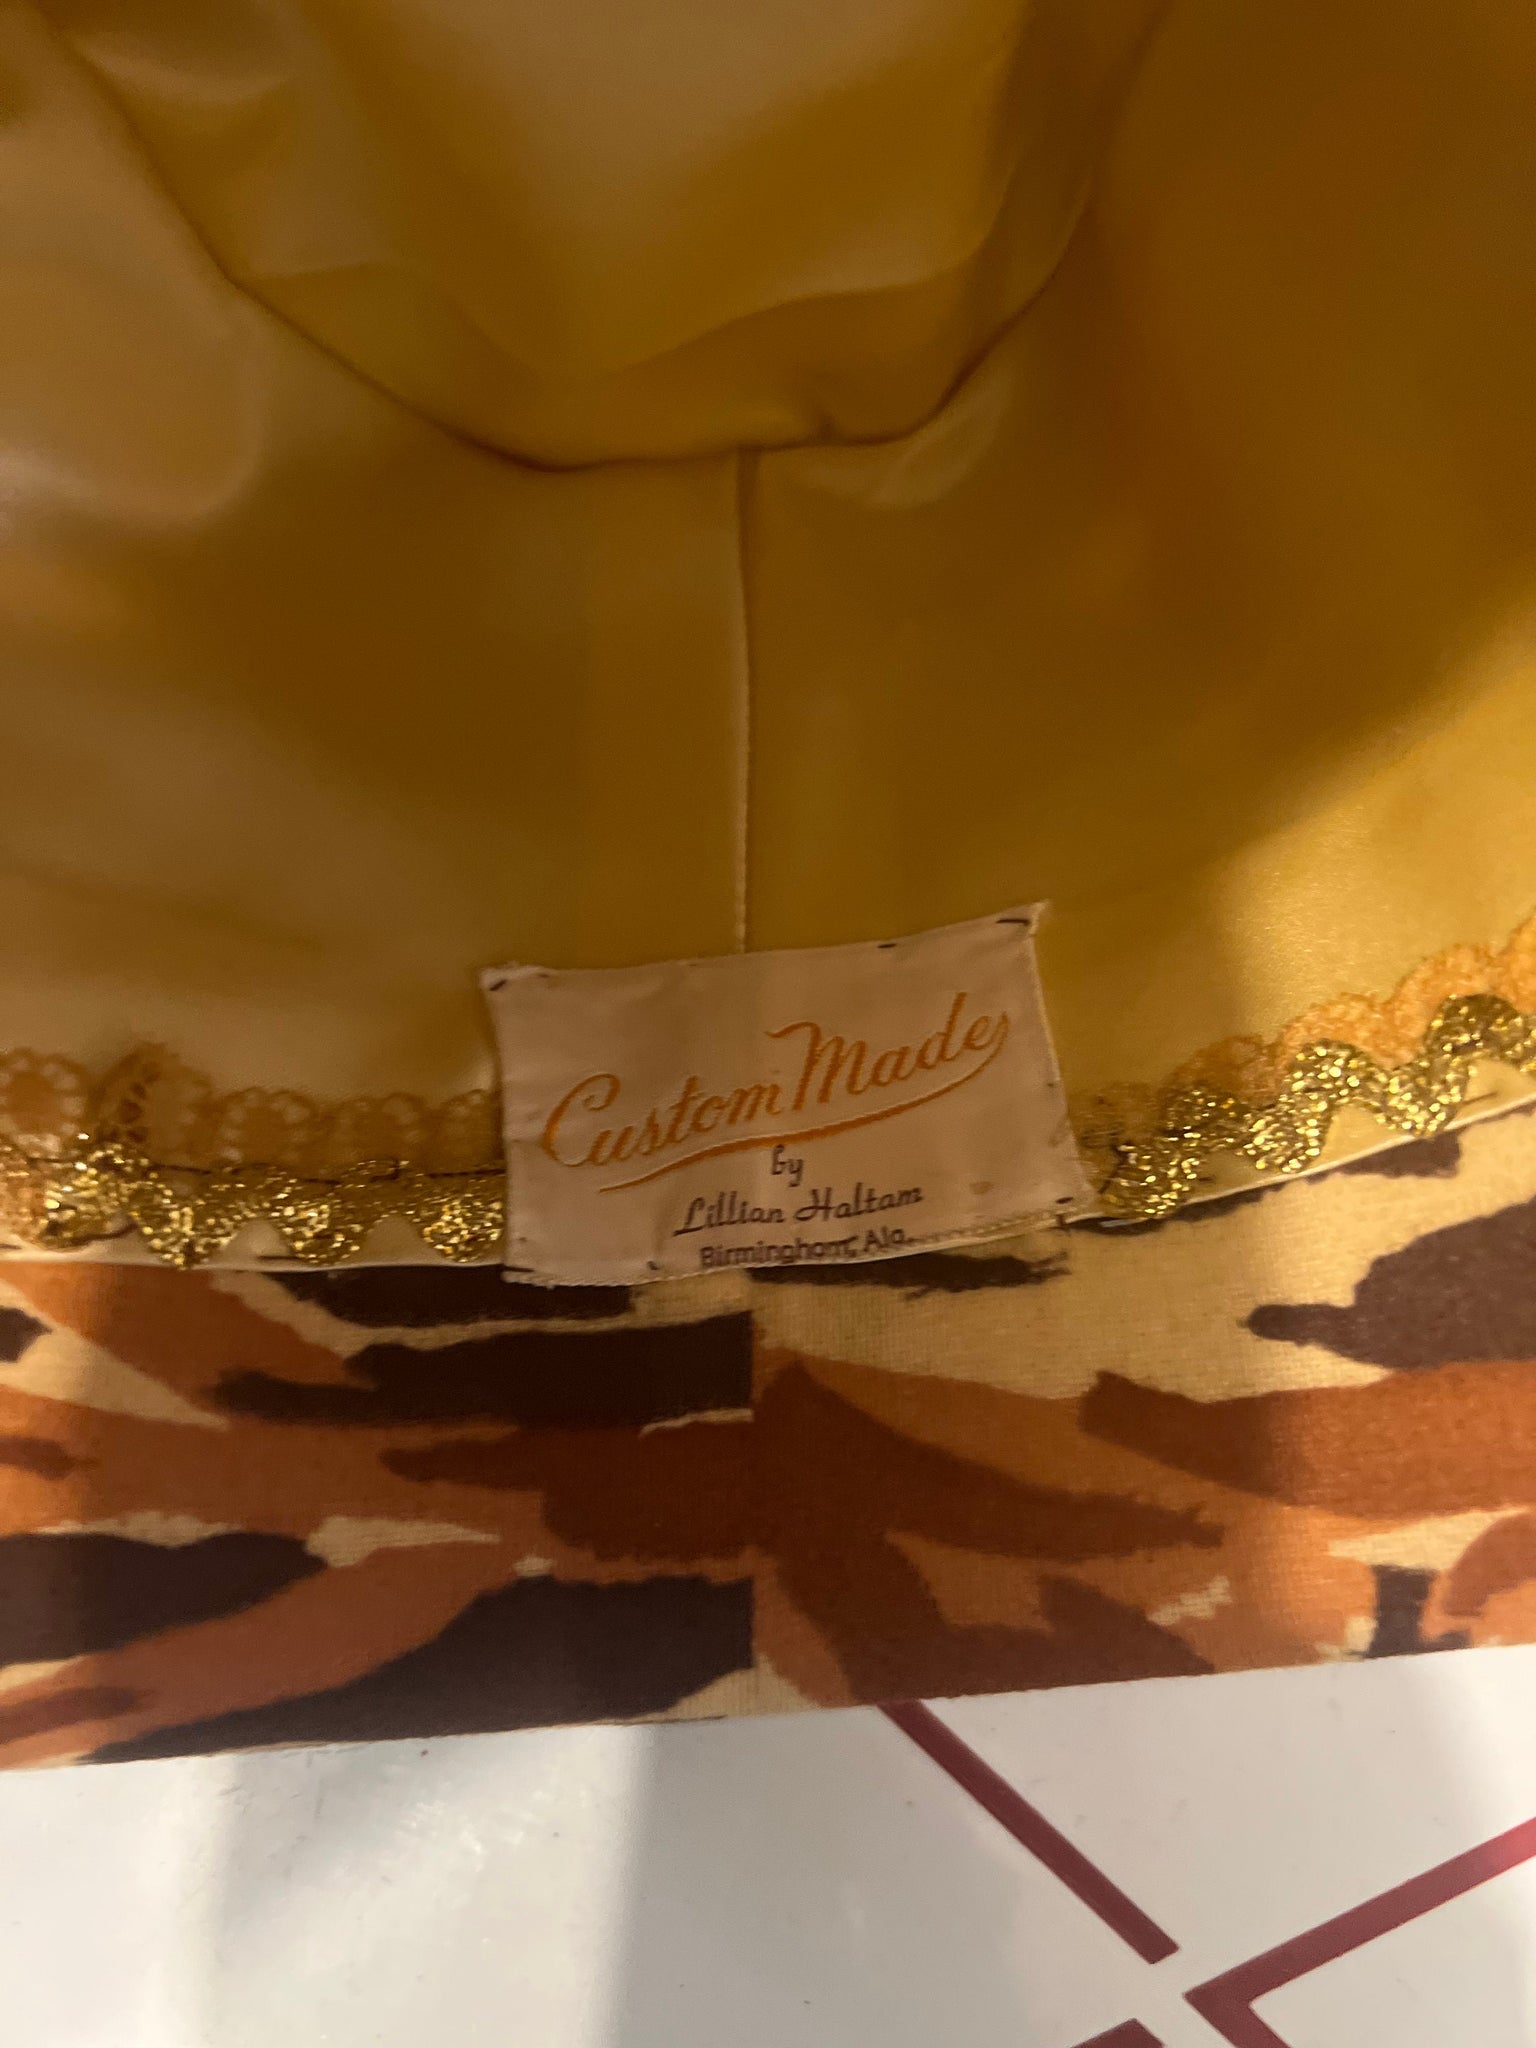 Custom Made
by
Lillian Haltam
Birmingham, Ala.